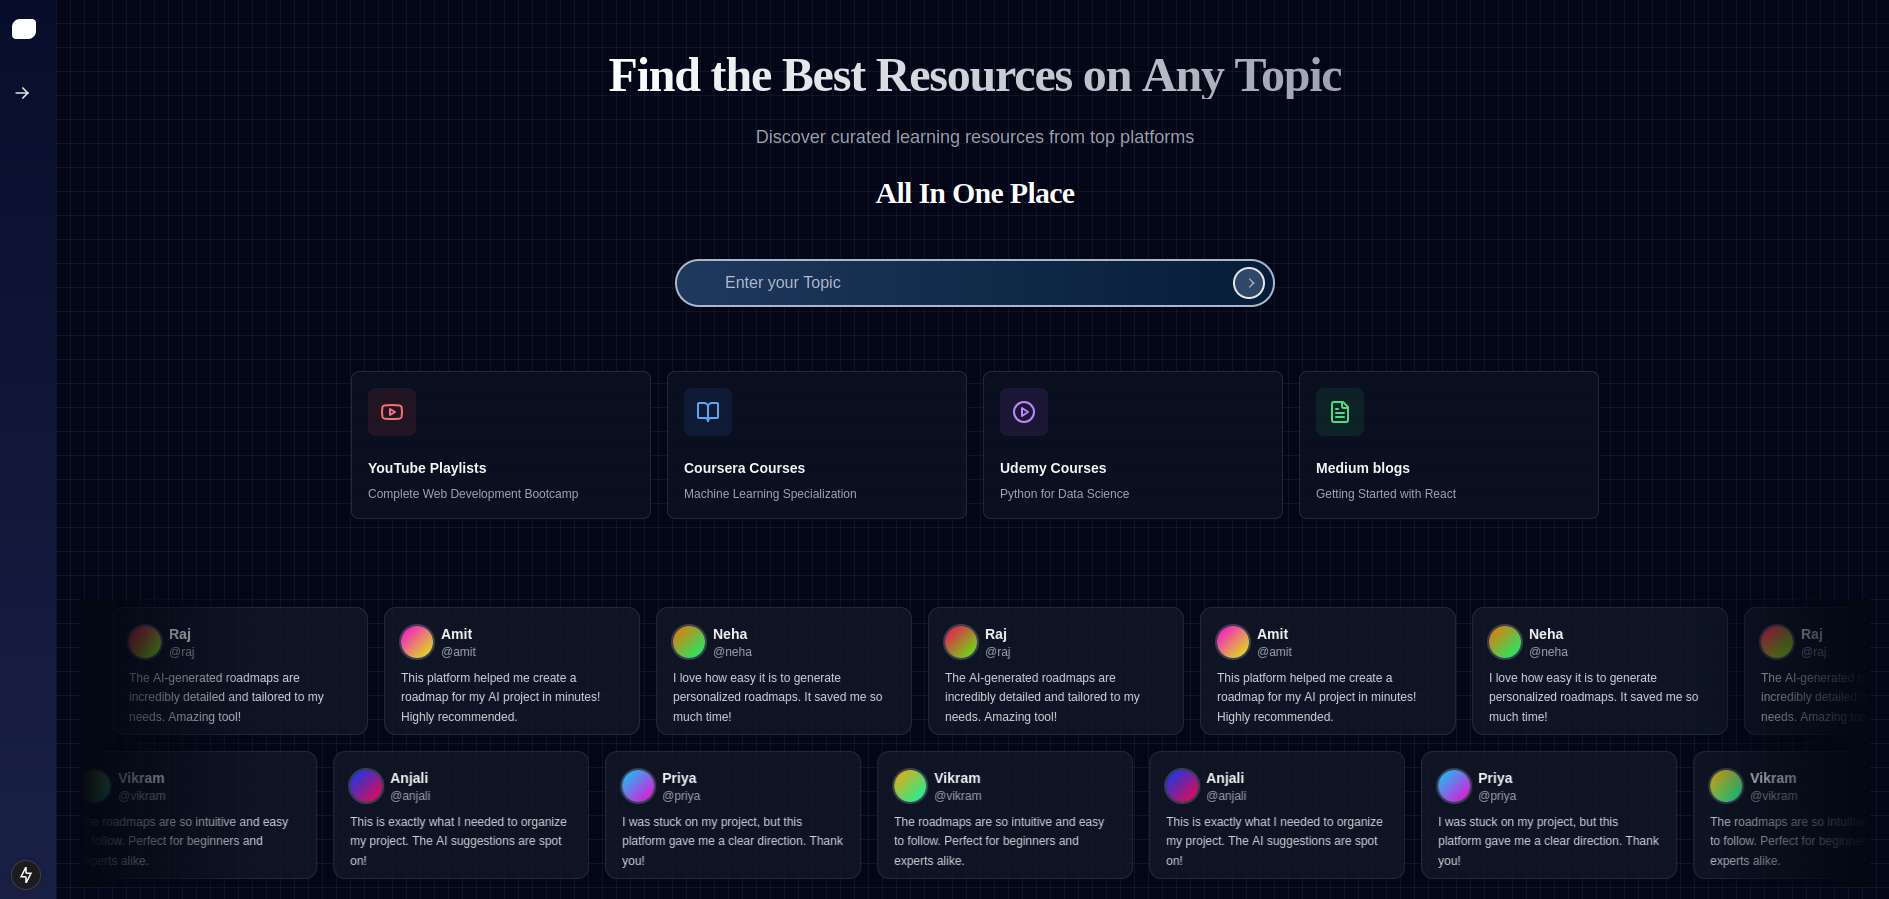 Find the Best Resources on Any Topic
Discover curated learning resources from top platforms
All In One Place
Enter your Topic
YouTube Playlists
Complete Web Development Bootcamp
Coursera Courses
Machine Learning Specialization
Udemy Courses
Python for Data Science
Medium blogs
Getting Started with React
Raj
@raj
The AI-generated roadmaps are
incredibly detailed and tailored to my
needs. Amazing tool!
Amit
@amit
This platform helped me create a
roadmap for my AI project in minutes!
Highly recommended.
Neha
@neha
I love how easy it is to generate
personalized roadmaps. It saved me so
much time!
Raj
@raj
The AI-generated roadmaps are
incredibly detailed and tailored to my
needs. Amazing tool!
Amit
@amit
This platform helped me create a
roadmap for my AI project in minutes!
Highly recommended.
Neha
@neha
I love how easy it is to generate
personalized roadmaps. It saved me so
much time!
Raj
@raj
The AI-generated
incredibly detailed
needs. Amazing
Vikram
@vikram
roadmaps are so intuitive and easy
follow. Perfect for beginners and
experts alike.
Anjali
@anjali
This is exactly what I needed to organize
my project. The AI suggestions are spot
on!
Priya
@priya
I was stuck on my project, but this
platform gave me a clear direction. Thank
you!
Vikram
@vikram
The roadmaps are so intuitive and easy
to follow. Perfect for beginners and
experts alike.
Anjali
@anjali
This is exactly what I needed to organize
my project. The AI suggestions are spot
on!
Priya
@priya
I was stuck on my project, but this
platform gave me a clear direction. Thank
you!
Vikram
@vikram
The roadmaps are so intuitive
to follow. Perfect for
experts alike.